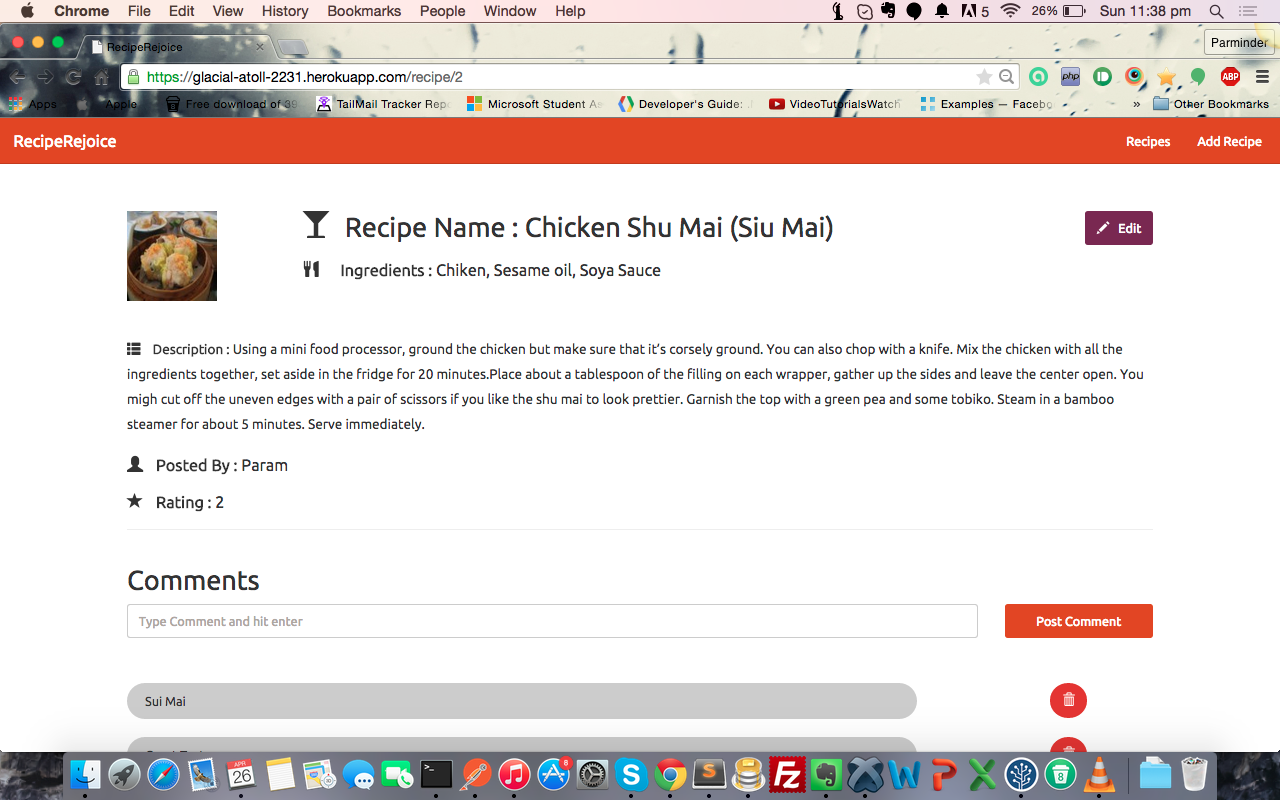 Chrome File Edit View History Bookmarks People Window Help 5 26% Sun 11:38 pm
RecipeRejoice Parminder
https://glacial-atoll-2231.herokuapp.com/recipe/2 php ABP
Apps Apple Free download of 39 TailMail Tracker Repo Microsoft Student As Developer's Guide: VideoTutorialsWatch Examples — Facebo » Other Bookmarks
RecipeRejoice Recipes Add Recipe
Recipe Name : Chicken Shu Mai (Siu Mai) Edit
Ingredients : Chiken, Sesame oil, Soya Sauce
Description : Using a mini food processor, ground the chicken but make sure that it’s corsely ground. You can also chop with a knife. Mix the chicken with all the
ingredients together, set aside in the fridge for 20 minutes.Place about a tablespoon of the filling on each wrapper, gather up the sides and leave the center open. You
migh cut off the uneven edges with a pair of scissors if you like the shu mai to look prettier. Garnish the top with a green pea and some tobiko. Steam in a bamboo
steamer for about 5 minutes. Serve immediately.
Posted By : Param
Rating : 2
Comments
Type Comment and hit enter Post Comment
Sui Mai
APR 26 8 S S Fz W P X 8